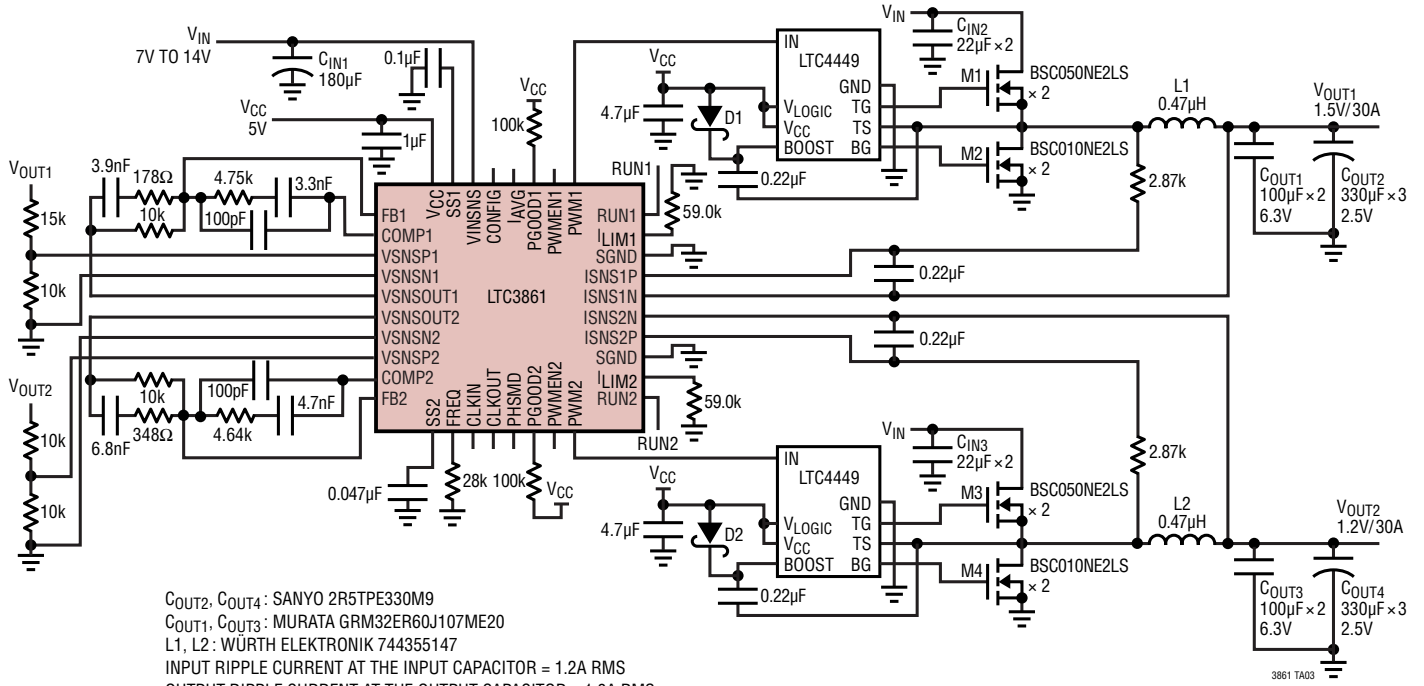 VIN
7V TO 14V
CIN1
180µF
0.1µF
VCC
5V
1µF
VCC
100k
VOUT1
15k
10k
3.9nF
178Ω
4.75k
3.3nF
10k
100pF
FB1
COMP1
VSNSP1
VSNSN1
VSNSOUT1
VSNSOUT2
VSNSN2
VSNSP2
COMP2
FB2
VCC
SS1
VINSNS
CONFIG
IAVG
PGOOD1
PWMEN1
PWM1
LTC3861
RUN1
ILIM1
SGND
ISNS1P
ISNS1N
ISNS2N
ISNS2P
SGND
ILIM2
RUN2
SS2
FREQ
CLKIN
CLKOUT
PHSMD
PGOOD2
PWMEN2
PWM2
RUN1
59.0k
59.0k
RUN2
VOUT2
10k
10k
10k
100pF
4.7nF
6.8nF
348Ω
4.64k
0.047µF
28k
100k
VCC
VCC
4.7µF
D1
0.22µF
IN
LTC4449
GND
VLOGIC
TG
VCC
TS
BOOST
BG
VIN
CIN2
22µF×2
M1
BSC050NE2LS
× 2
M2
BSC010NE2LS
× 2
L1
0.47µH
VOUT1
1.5V/30A
2.87k
COUT1
100µF×2
6.3V
COUT2
330µF×3
2.5V
0.22µF
0.22µF
VCC
4.7µF
D2
0.22µF
IN
LTC4449
GND
VLOGIC
TG
VCC
TS
BOOST
BG
VIN
CIN3
22µF×2
M3
BSC050NE2LS
× 2
M4
BSC010NE2LS
× 2
2.87k
L2
0.47µH
VOUT2
1.2V/30A
COUT3
100µF×2
6.3V
COUT4
330µF×3
2.5V
COUT2, COUT4: SANYO 2R5TPE330M9
COUT1, COUT3: MURATA GRM32ER60J107ME20
L1, L2: WÜRTH ELEKTRONIK 744355147
INPUT RIPPLE CURRENT AT THE INPUT CAPACITOR = 1.2A RMS
3861 TA03